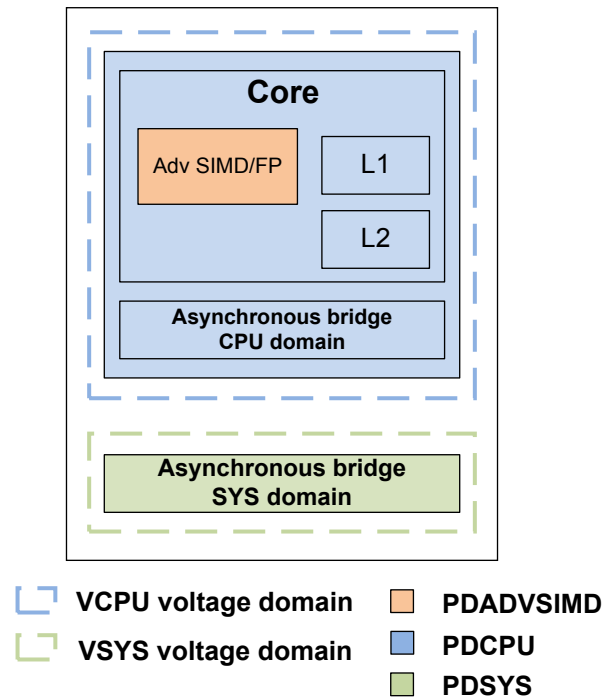 Core
Adv SIMD/FP
L1
L2
Asynchronous bridge
CPU domain
Asynchronous bridge
SYS domain
VCPU voltage domain
VSYS voltage domain
PDADVSIMD
PDCPU
PDSYS